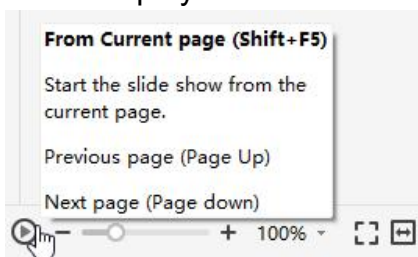 From Current page (Shift+F5)
Start the slide show from the
current page.
Previous page (Page Up)
Next page (Page down)
100%